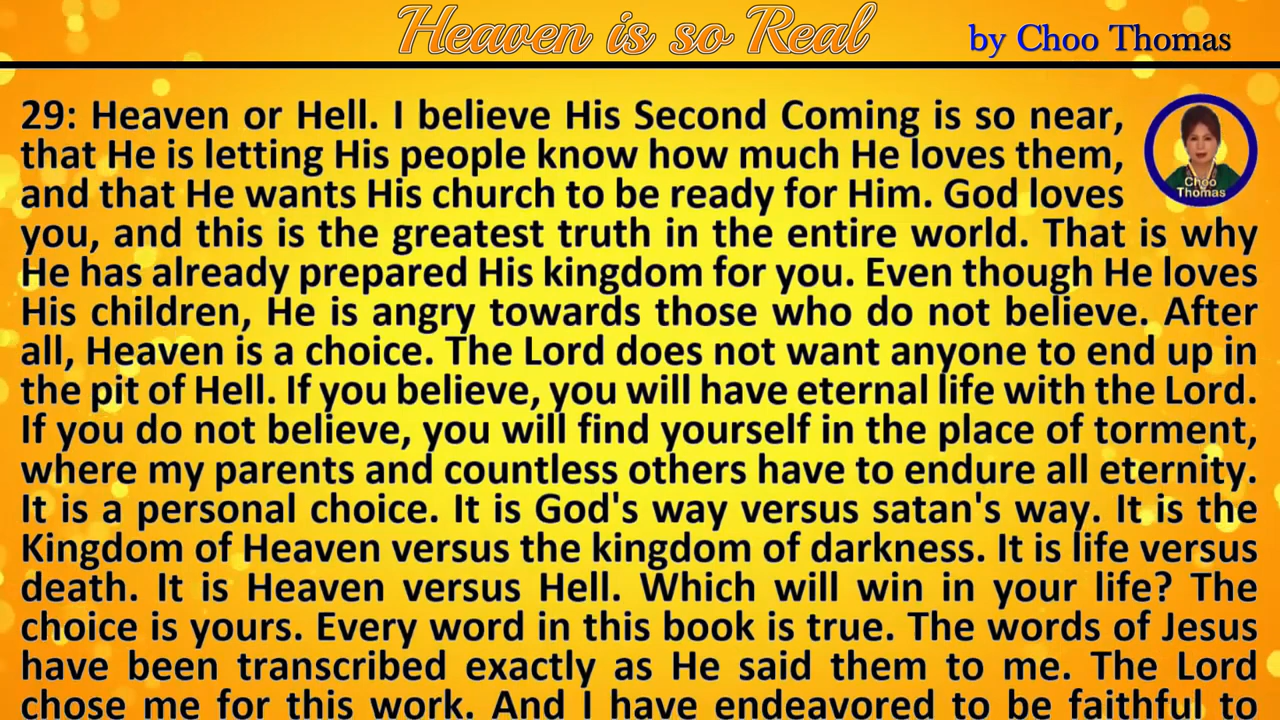 Heaven is so Real
by Choo Thomas
29: Heaven or Hell. I believe His Second Coming is so near,
that He is letting His people know how much He loves them,
and that He wants His church to be ready for Him. God loves
Choo
Thomas
you, and this is the greatest truth in the entire world. That is why
He has already prepared His kingdom for you. Even though He loves
His children, He is angry towards those who do not believe. After
all, Heaven is a choice. The Lord does not want anyone to end up in
the pit of Hell. If you believe, you will have eternal life with the Lord.
If you do not believe, you will find yourself in the place of torment,
where my parents and countless others have to endure all eternity.
It is a personal choice. It is God's way versus satan's way. It is the
Kingdom of Heaven versus the kingdom of darkness. It is life versus
death. It is Heaven versus Hell. Which will win in your life? The
choice is yours. Every word in this book is true. The words of Jesus
have been transcribed exactly as He said them to me. The Lord
chose me for this work. And I have endeavored to be faithful to